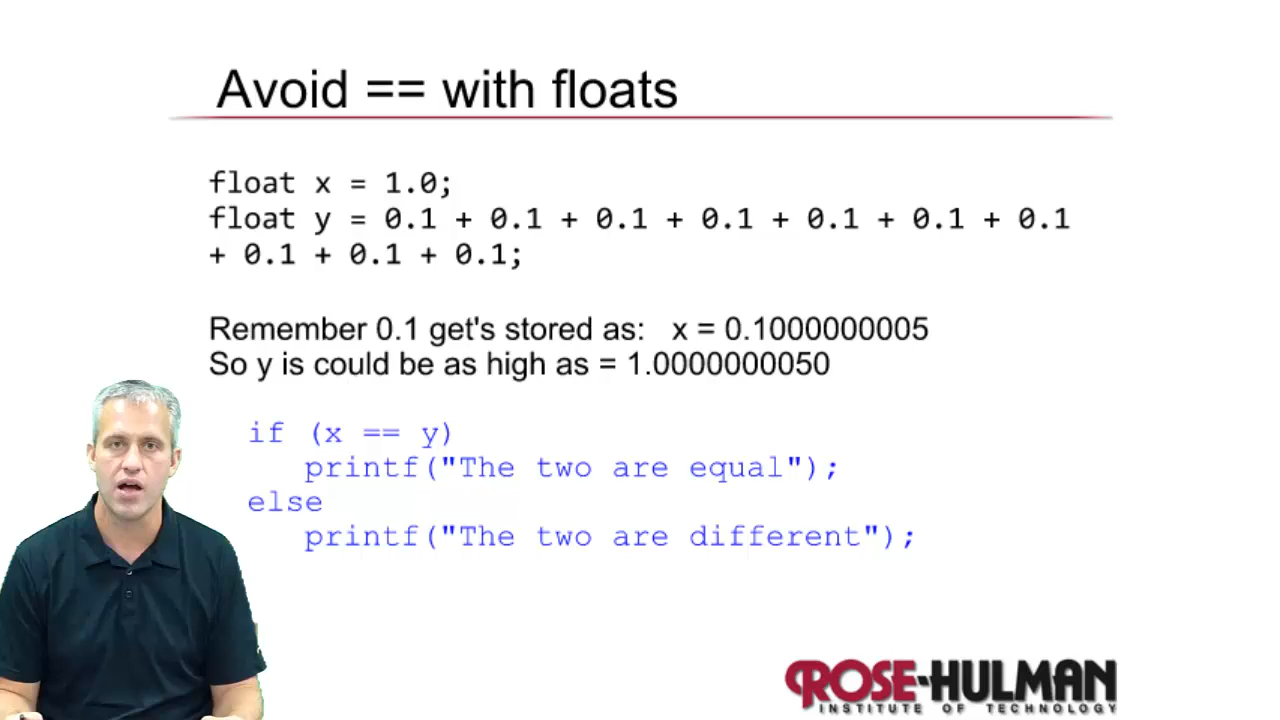 Avoid == with floats
float x = 1.0;
float y = 0.1 + 0.1 + 0.1 + 0.1 + 0.1 + 0.1 + 0.1
+ 0.1 + 0.1 + 0.1;
Remember 0.1 get's stored as: x = 0.1000000005
So y is could be as high as = 1.0000000050
if (x == y)
printf("The two are equal");
else
printf("The two are different");
ROSE-HULMAN
INSTITUTE OF TECHNOLOGY